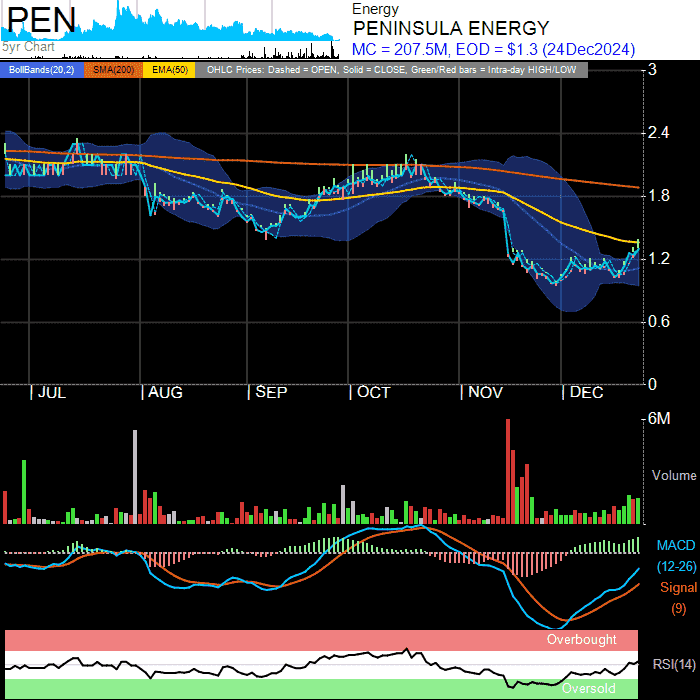 PEN
5yr Chart
Energy
PENINSULA ENERGY
MC = 207.5M, EOD = $1.3 (24Dec2024)
BollBands(20,2) SMA(200) EMA(50) OHLC Prices: Dashed = OPEN, Solid = CLOSE, Green/Red bars = Intra-day HIGH/LOW
3
2.4
1.8
1.2
0.6
0
| JUL | AUG | SEP | OCT | NOV | DEC
6M
Volume
MACD
(12-26)
Signal
(9)
Overbought
RSI(14)
Oversold